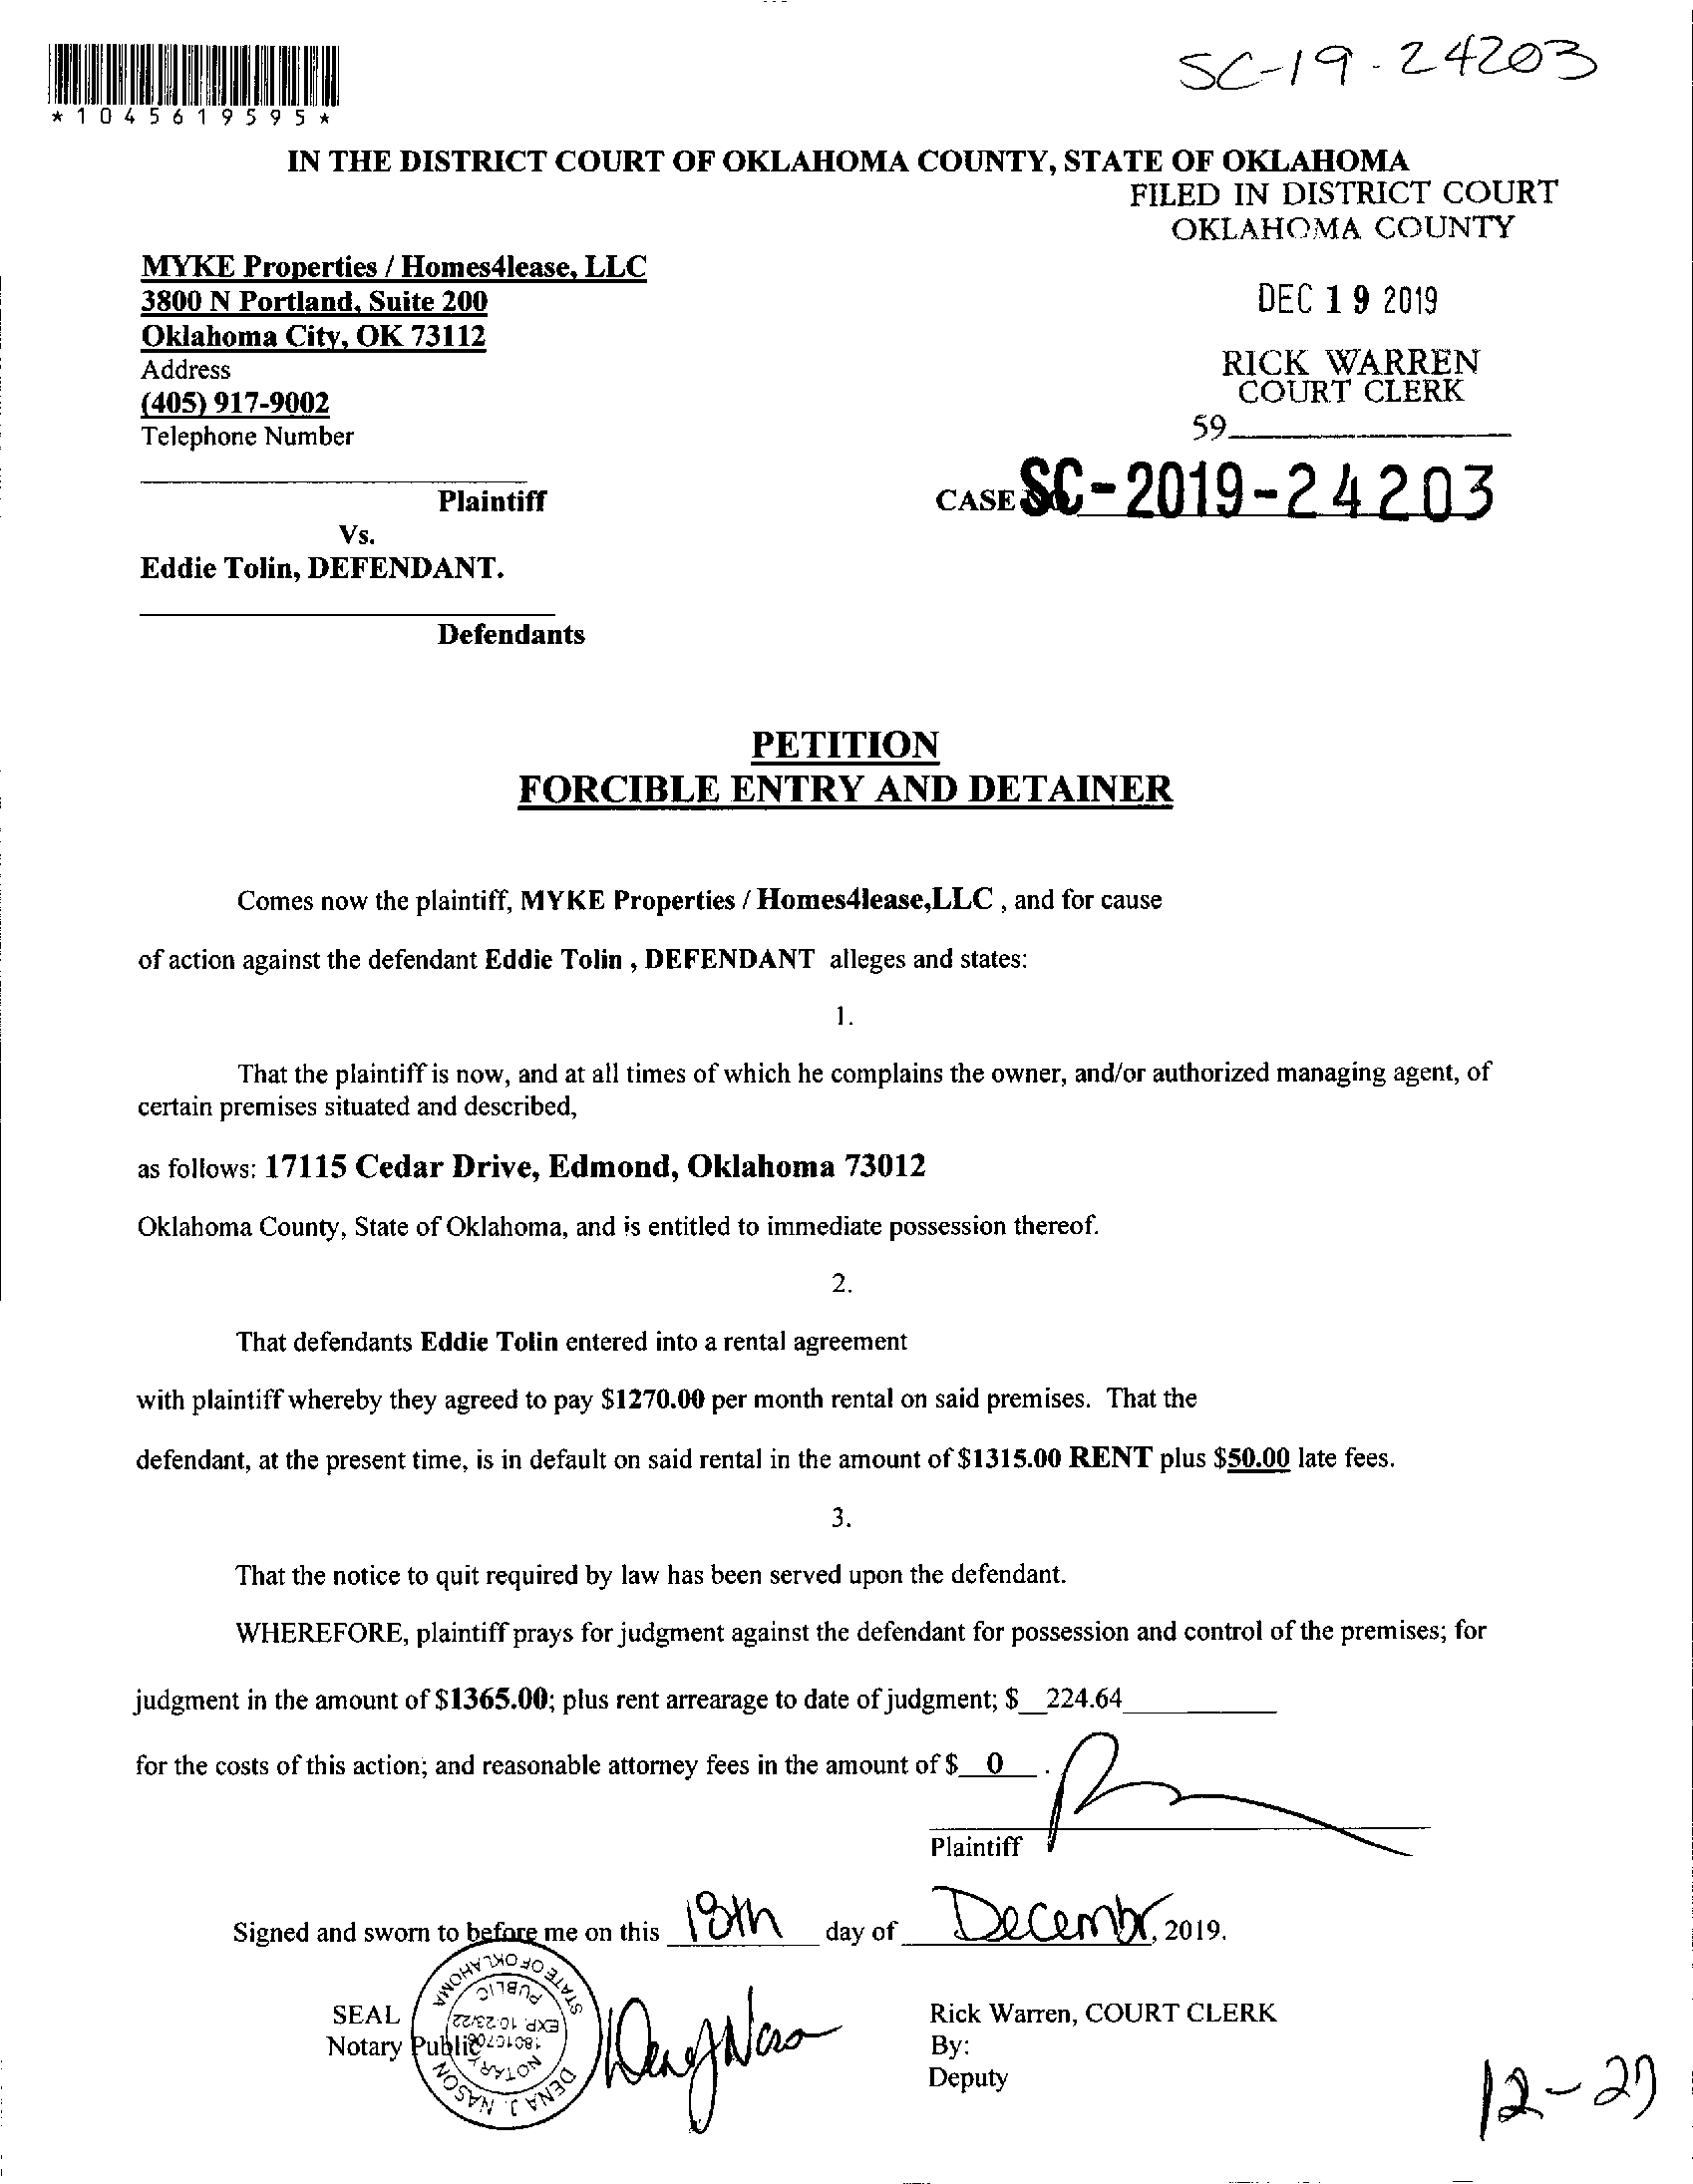 SC-19-24203
*1045619595*
IN THE DISTRICT COURT OF OKLAHOMA COUNTY, STATE OF OKLAHOMA
FILED IN DISTRICT COURT
OKLAHOMA COUNTY
MYKE Properties / Homes4lease, LLC
3800 N Portland, Suite 200
DEC 19 2019
Oklahoma City, OK 73112
Address
RICK WARREN
COURT CLERK
(405) 917-9002
59
Telephone Number
Plaintiff
CASE SC-2019-24203
Vs.
Eddie Tolin, DEFENDANT.
Defendants
PETITION
FORCIBLE ENTRY AND DETAINER
Comes now the plaintiff, MYKE Properties / Homes4lease,LLC , and for cause
of action against the defendant Eddie Tolin , DEFENDANT alleges and states:
1.
That the plaintiff is now, and at all times of which he complains the owner, and/or authorized managing agent, of
certain premises situated and described,
as follows: 17115 Cedar Drive, Edmond, Oklahoma 73012
Oklahoma County, State of Oklahoma, and is entitled to immediate possession thereof.
2.
That defendants Eddie Tolin entered into a rental agreement
with plaintiff whereby they agreed to pay $1270.00 per month rental on said premises. That the
defendant, at the present time, is in default on said rental in the amount of $1315.00 RENT plus $50.00 late fees.
3.
That the notice to quit required by law has been served upon the defendant.
WHEREFORE, plaintiff prays for judgment against the defendant for possession and control of the premises; for
judgment in the amount of $1365.00; plus rent arrearage to date of judgment; $__224.64
for the costs of this action; and reasonable attorney fees in the amount of $__0__.
Plaintiff
Signed and sworn to before me on this 18th day of Decembr, 2019.
SEAL
Notary Public
DENA J. NASON
NOTARY
PUBLIC
STATE OF OKLAHOMA
EXP. 10/23/22
Rick Warren, COURT CLERK
By:
Deputy
12-27